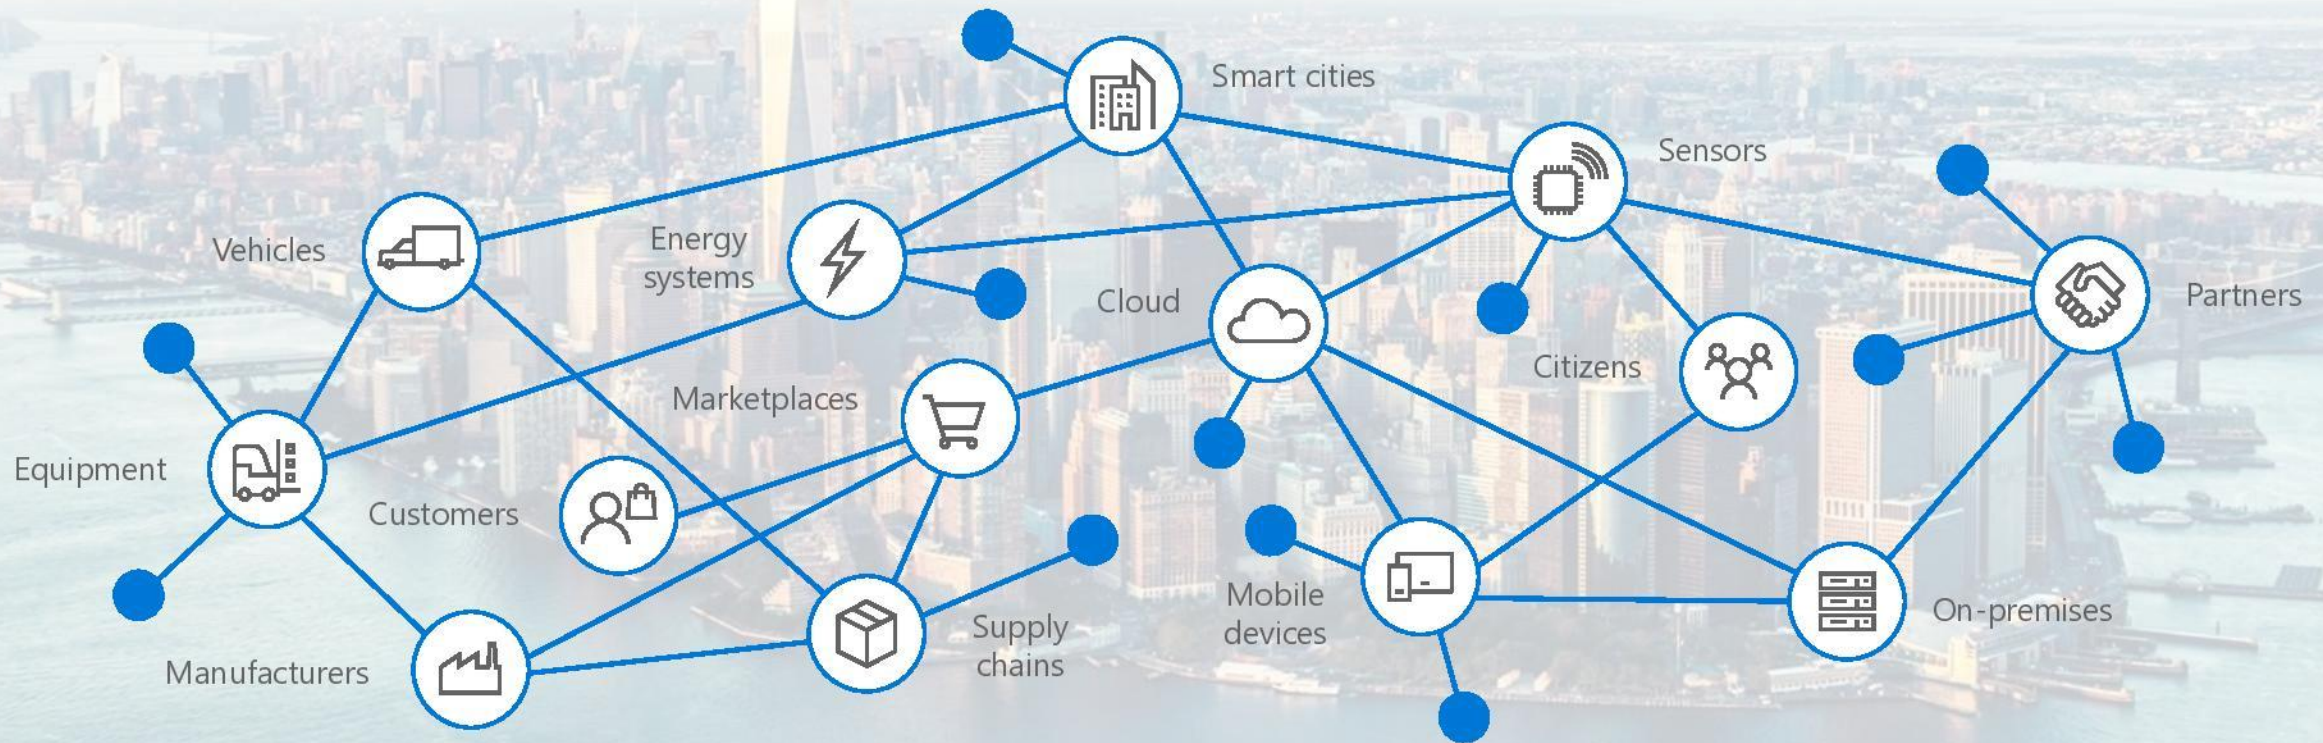 Smart cities
Sensors
Vehicles
Energy
systems
Cloud
Partners
Citizens
Marketplaces
Equipment
Customers
Mobile
devices
On-premises
Supply
chains
Manufacturers